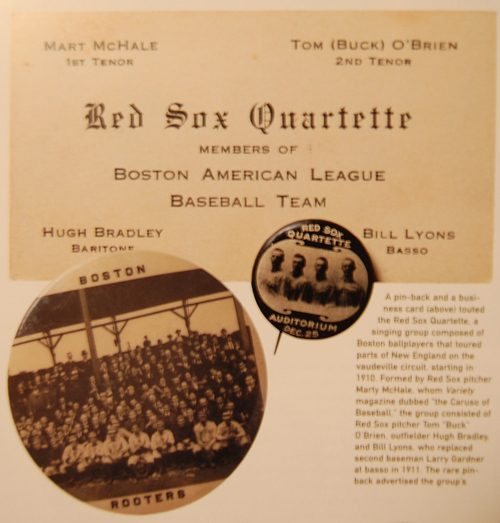 MART MCHALE
1ST TENOR
TOM (BUCK) O'BRIEN
2ND TENOR
Red Sox Quartette
MEMBERS OF
BOSTON AMERICAN LEAGUE
BASEBALL TEAM
HUGH BRADLEY
BARITONE
BILL LYONS
BASSO
RED SOX
QUARTETTE
AUDITORIUM
DEC. 25
BOSTON
ROOTERS
A pin-back and a busi-
ness card (above) touted
the Red Sox Quartette, a
singing group composed of
Boston ballplayers that toured
parts of New England on the
vaudeville circuit, starting in
1910. Formed by Red Sox pitcher
Marty McHale, whom Variety
magazine dubbed "the Caruso of
Baseball," the group consisted of
Red Sox pitcher Tom "Buck"
O'Brien, outfielder Hugh Bradley,
and Bill Lyons, who replaced
second baseman Larry Gardner
at basso in 1911. The rare pin-
back advertised the group's